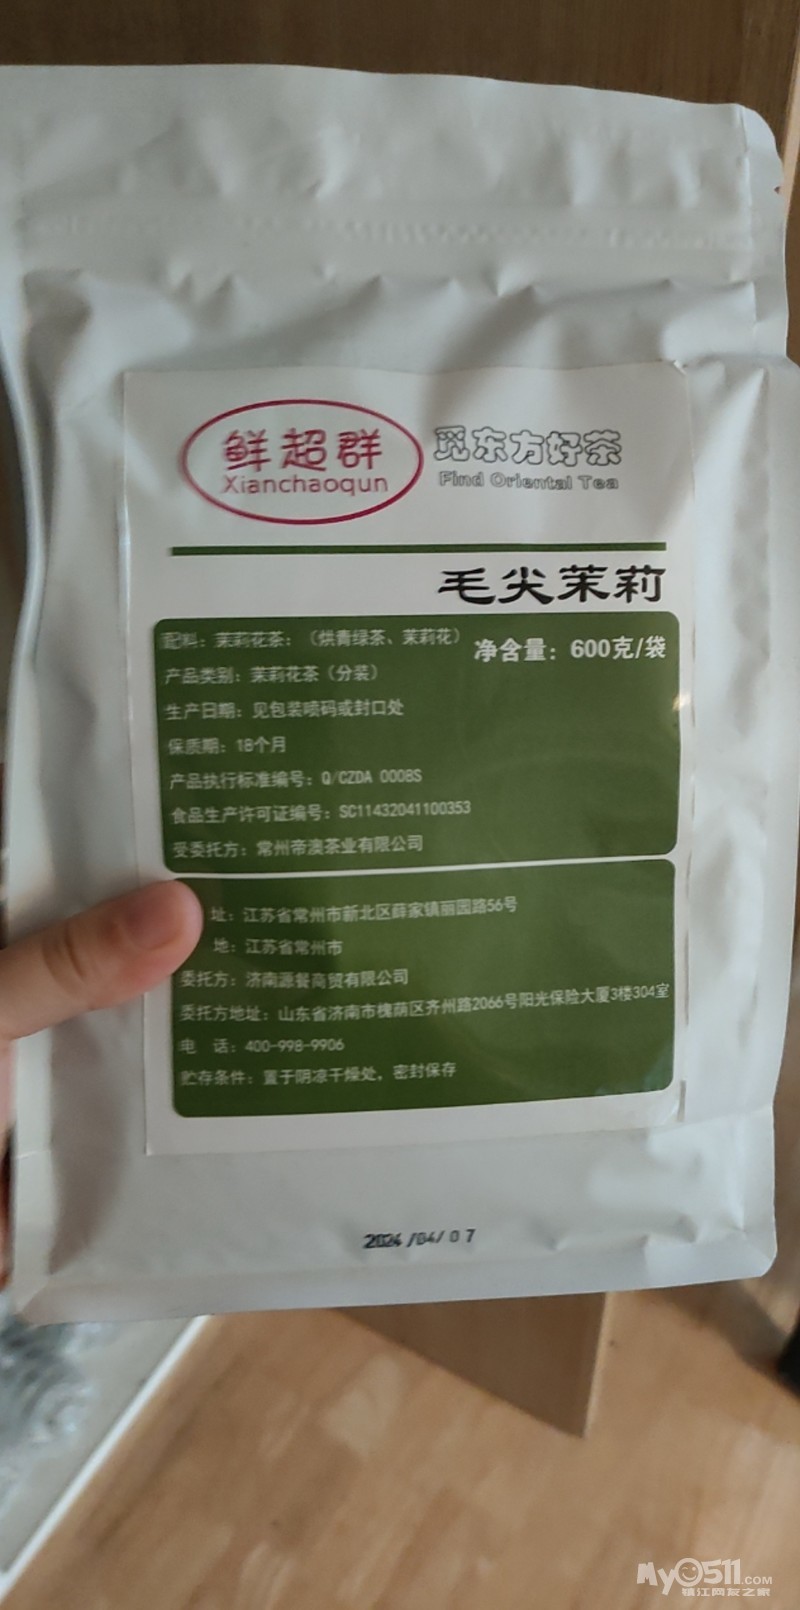 鲜超群
Xianchaoqun
觅东方好茶
Find Oriental Tea
毛尖茉莉
配料：茉莉花茶：（烘青绿茶、茉莉花）
净含量：600克/袋
产品类别：茉莉花茶（分装）
生产日期：见包装喷码或封口处
保质期：18个月
产品执行标准编号：Q/CZDA 0008S
食品生产许可证编号：SC11432041100353
受委托方：常州帝澳茶业有限公司
址：江苏省常州市新北区薛家镇丽园路56号
地：江苏省常州市
委托方：济南源餐商贸有限公司
委托方地址：山东省济南市槐荫区齐州路2066号阳光保险大厦3楼304室
电 话：400-998-9906
贮存条件：置于阴凉干燥处，密封保存
2024/04/07
My0511.COM
镇江网友之家